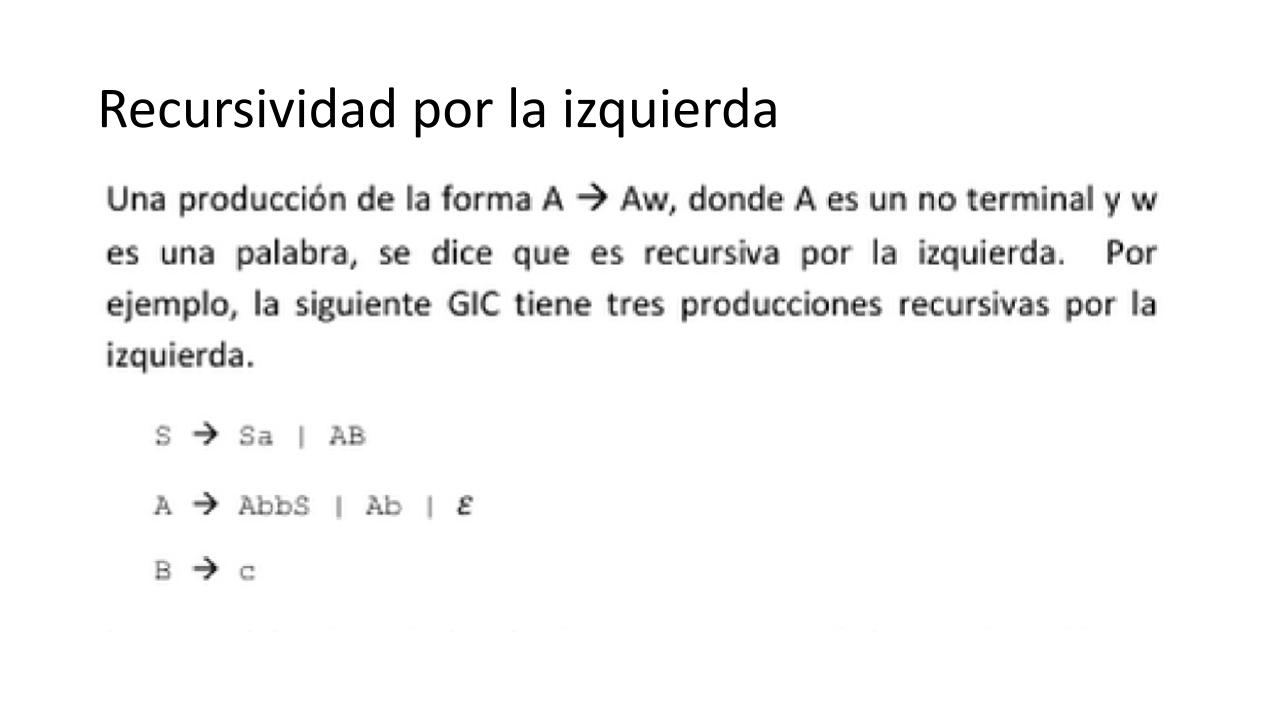 Recursividad por la izquierda
Una producción de la forma A → Aw, donde A es un no terminal y w
es una palabra, se dice que es recursiva por la izquierda. Por
ejemplo, la siguiente GIC tiene tres producciones recursivas por la
izquierda.
S → Sa | AB
A → AbbS | Ab | ε
B → c